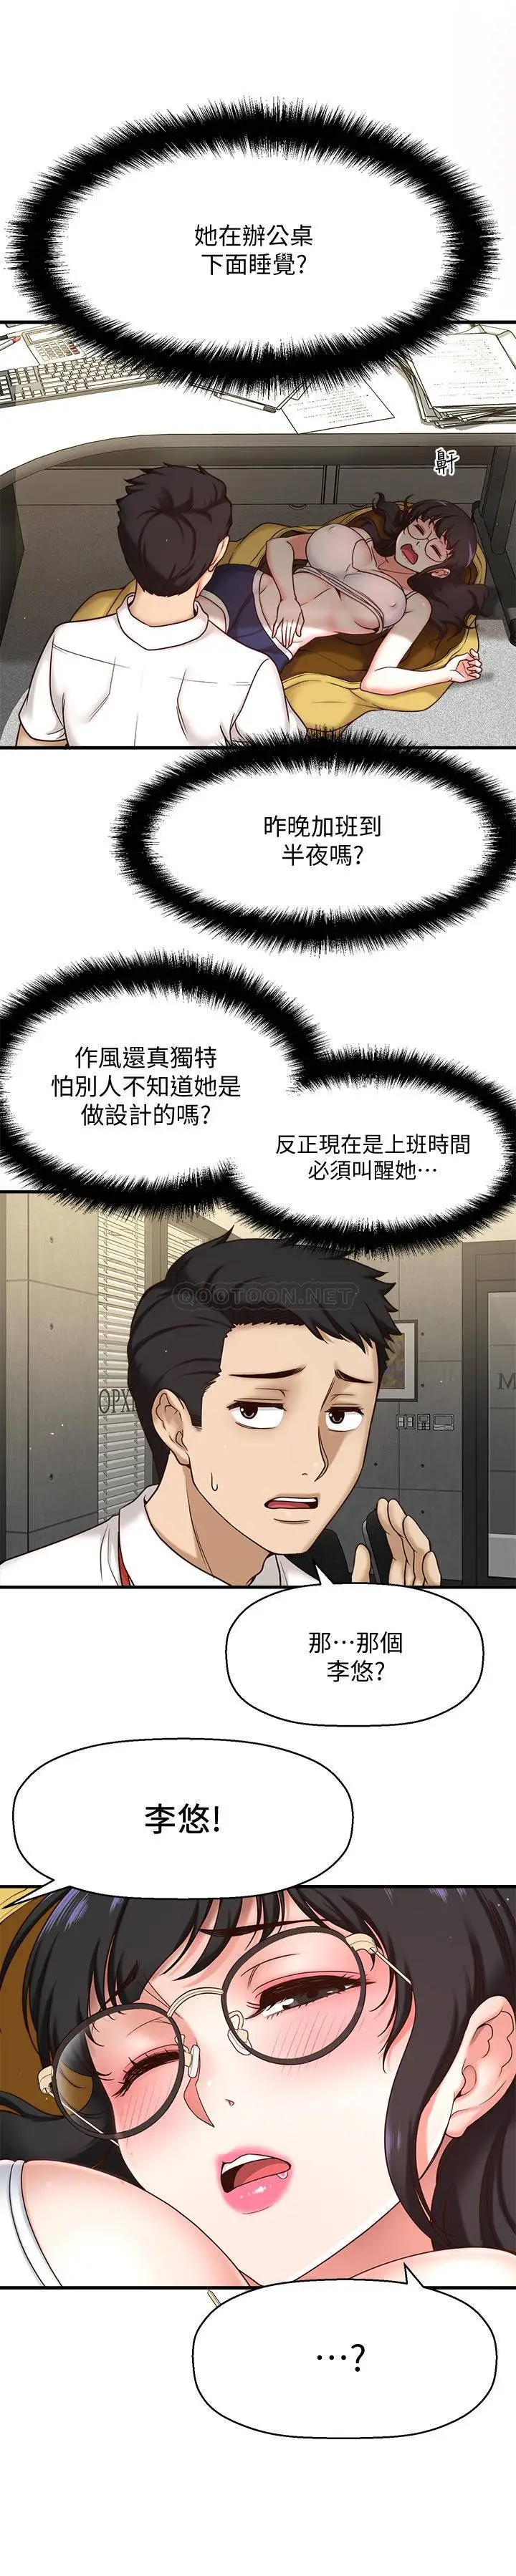 她在辦公桌
下面睡覺?
鼾
昨晚加班到
半夜嗎?
作風還真獨特
怕別人不知道她是
做設計的嗎?
反正現在是上班時間
必須叫醒她…
QOOTOON.NET
OPX
M
那…那個
李悠?
李悠!
…?